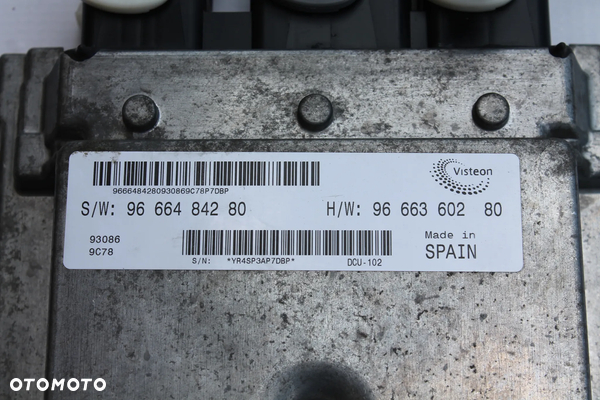 9666484280930869C78P7DBP
Visteon
S/W: 96 664 842 80 H/W: 96 663 602 80
93086
9C78
Made in
SPAIN
S/N: *YR4SP3AP7DBP* DCU-102
OTOMOTO